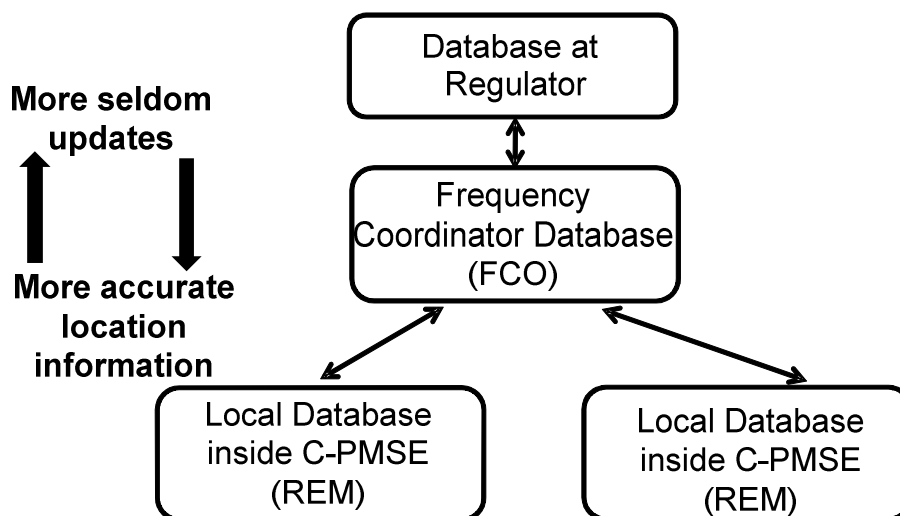 Database at
Regulator
More seldom
updates
Frequency
Coordinator Database
(FCO)
More accurate
location
information
Local Database
inside C-PMSE
(REM)
Local Database
inside C-PMSE
(REM)